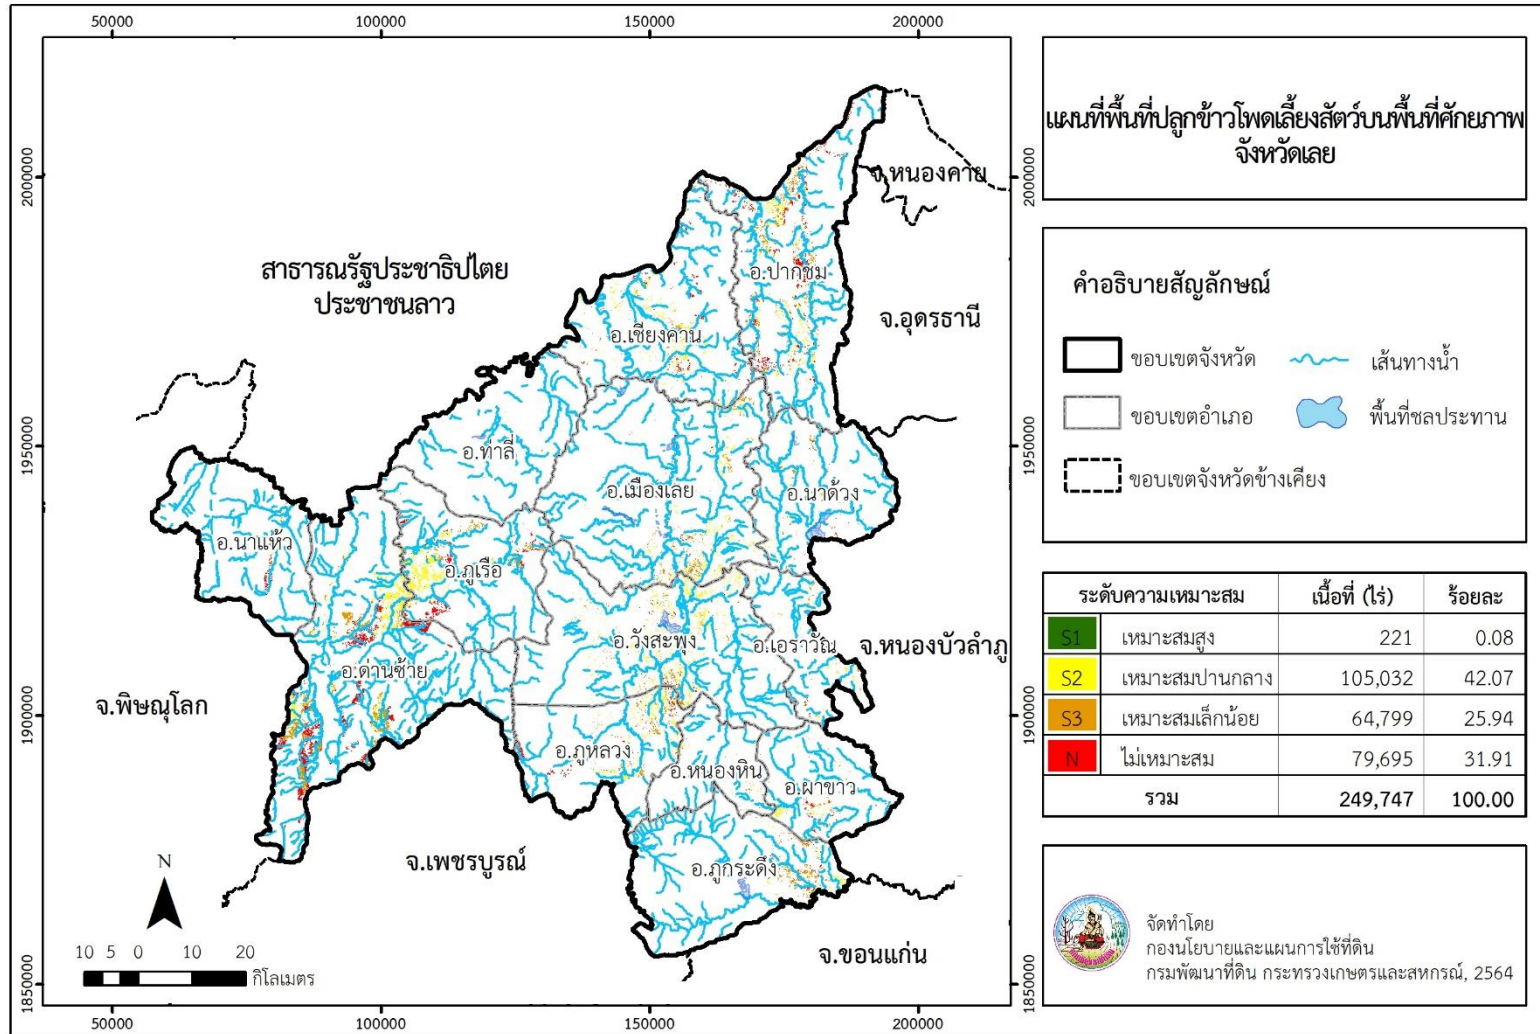 50000 100000 150000 200000
แผนที่พื้นที่ปลูกข้าวโพดเลี้ยงสัตว์บนพื้นที่ศักยภาพ
จังหวัดเลย
2000000
2000000
จ.หนองคาย
สาธารณรัฐประชาธิปไตย
ประชาชนลาว
อ.ปากชม
จ.อุดรธานี
อ.เชียงคาน
คำอธิบายสัญลักษณ์
ขอบเขตจังหวัด
เส้นทางน้ำ
ขอบเขตอำเภอ
พื้นที่ชลประทาน
ขอบเขตจังหวัดข้างเคียง
1950000
1950000
อ.ท่าลี่
อ.เมืองเลย
อ.นาด้วง
อ.นาแห้ว
อ.ภูเรือ
อ.วังสะพุง
อ.เอราวัณ
จ.หนองบัวลำภู
อ.ด่านซ้าย
จ.พิษณุโลก
1900000
1900000
อ.ภูหลวง
อ.หนองหิน
อ.ผาขาว
จ.เพชรบูรณ์
อ.ภูกระดึง
จ.ขอนแก่น
ระดับความเหมาะสม เนื้อที่ (ไร่) ร้อยละ
S1 เหมาะสมสูง 221 0.08
S2 เหมาะสมปานกลาง 105,032 42.07
S3 เหมาะสมเล็กน้อย 64,799 25.94
N ไม่เหมาะสม 79,695 31.91
รวม 249,747 100.00
N
10 5 0 10 20
กิโลเมตร
1850000
1850000
50000 100000 150000 200000
จัดทำโดย
กองนโยบายและแผนการใช้ที่ดิน
กรมพัฒนาที่ดิน กระทรวงเกษตรและสหกรณ์, 2564